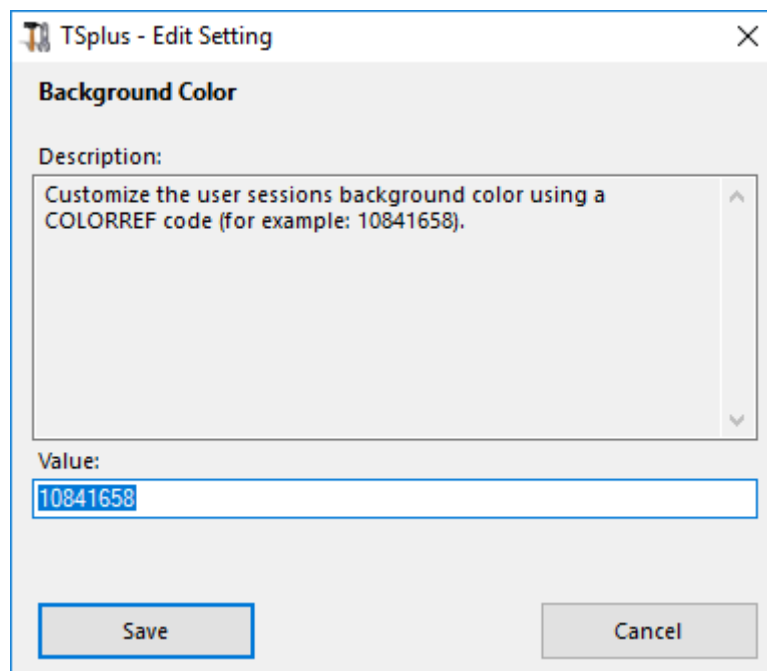 TSplus - Edit Setting
Background Color
Description:
Customize the user sessions background color using a
COLORREF code (for example: 10841658).
Value:
10841658
Save
Cancel